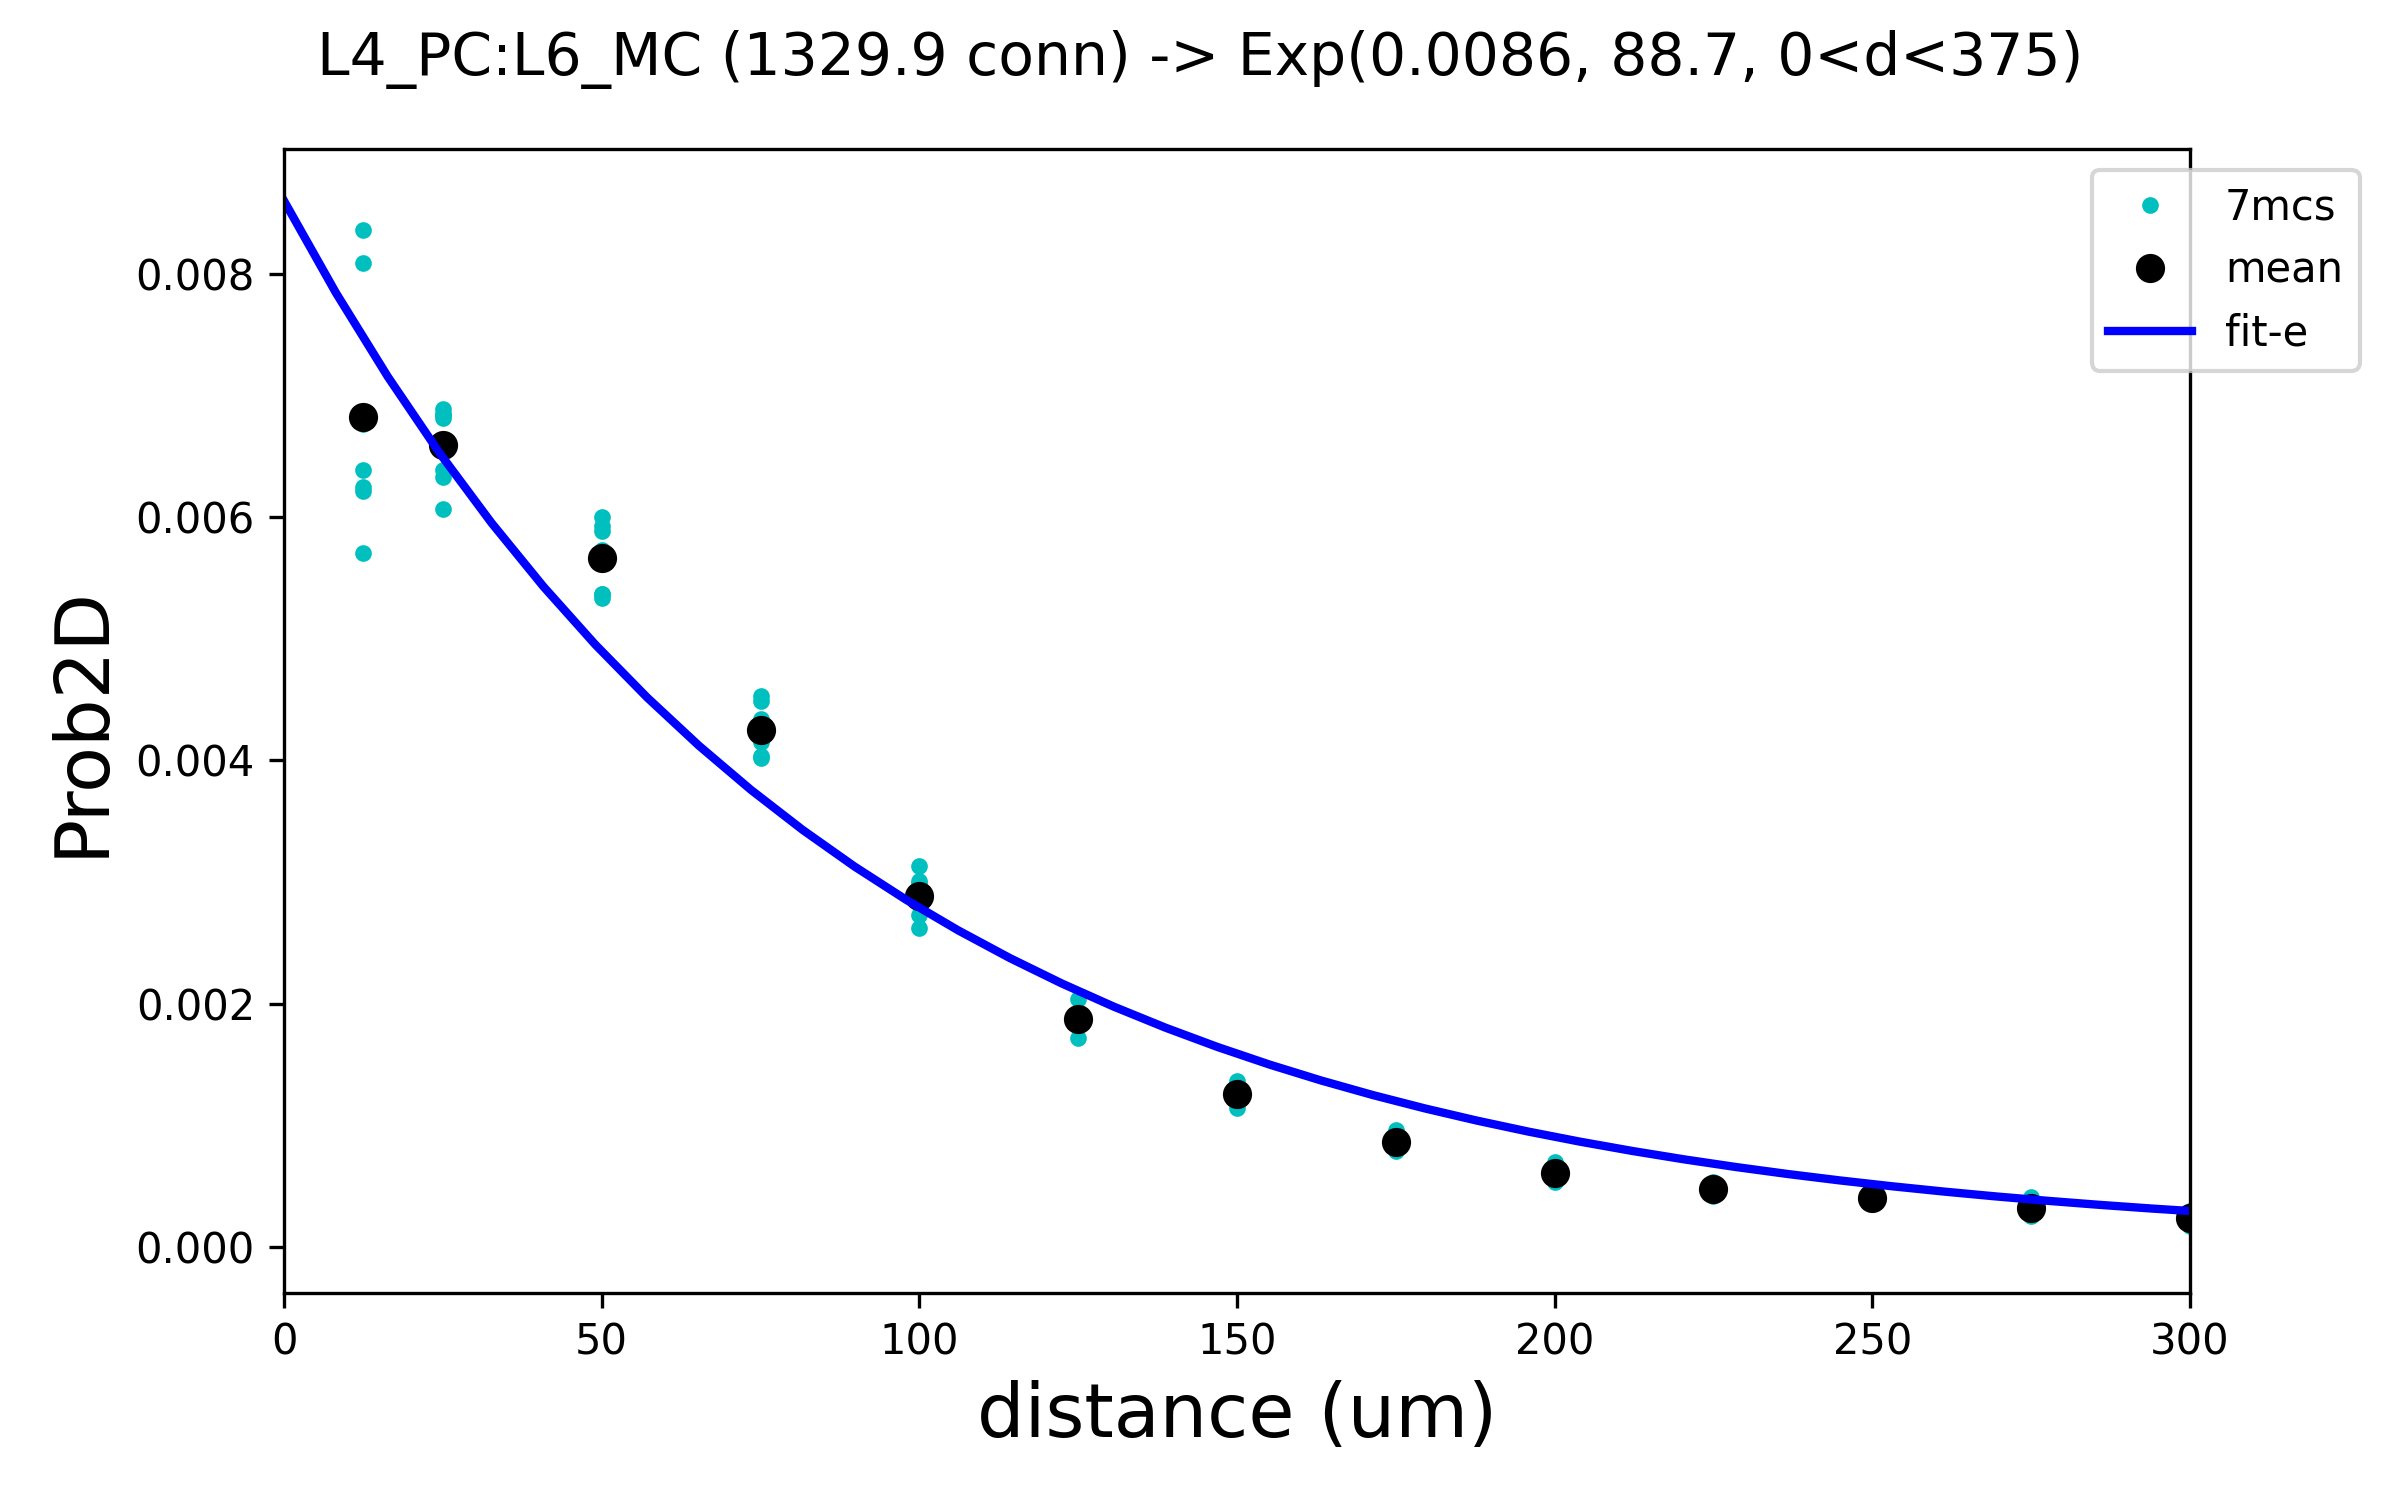 L4_PC:L6_MC (1329.9 conn) -> Exp(0.0086, 88.7, 0<d<375)
7mcs
mean
fit-e
0.008
0.006
0.004
0.002
0.000
Prob2D
0 50 100 150 200 250 300
distance (um)